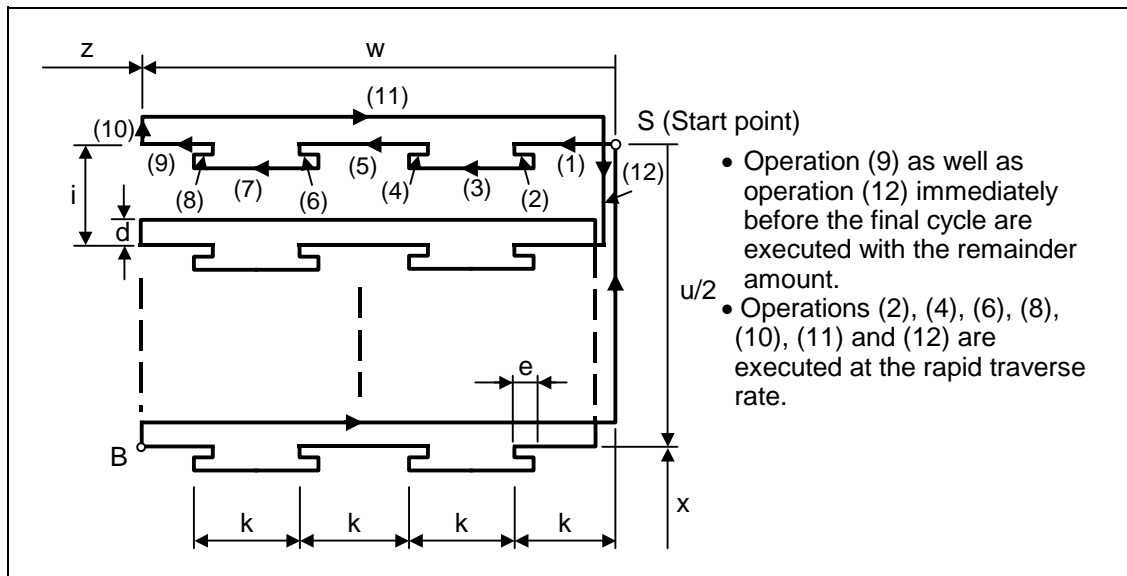 z
w
(11)
S (Start point)
(10)
(9)
(5)
(1)
i
(8)
(7)
(6)
(4)
(3)
(2)
(12)
d
u/2
e
B
x
k
k
k
k
• Operation (9) as well as
operation (12) immediately
before the final cycle are
executed with the remainder
amount.
• Operations (2), (4), (6), (8),
(10), (11) and (12) are
executed at the rapid traverse
rate.